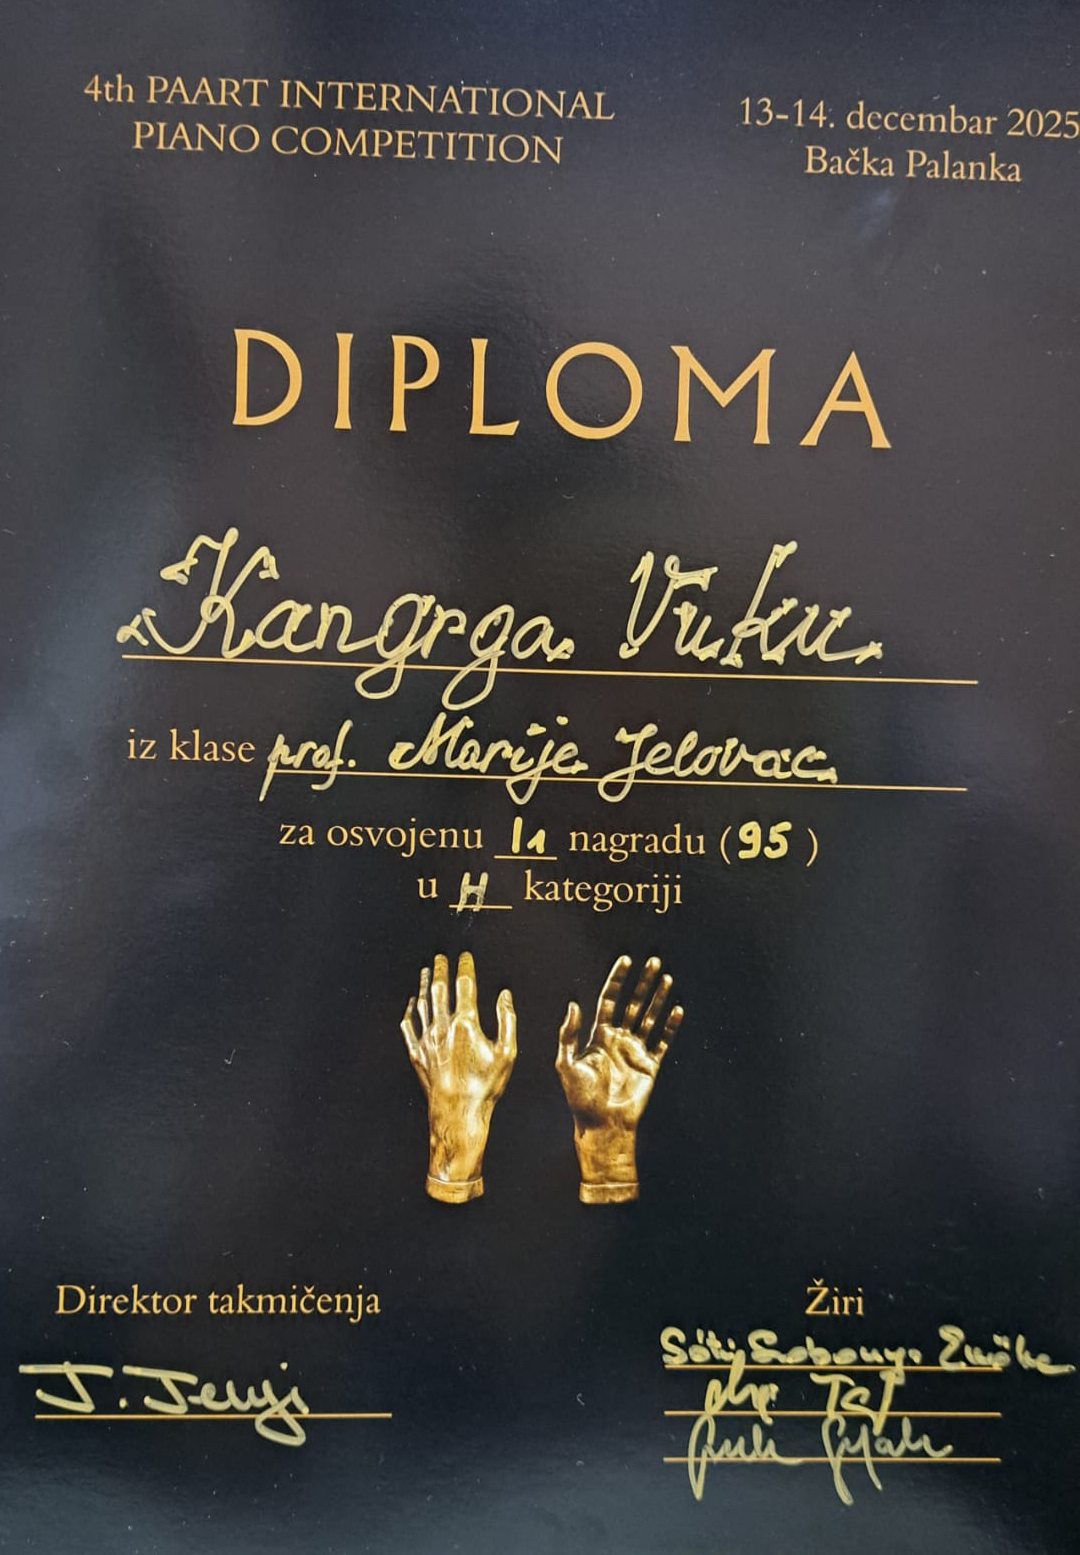 4th PAART INTERNATIONAL
PIANO COMPETITION
13-14. decembar 2025
Bačka Palanka
DIPLOMA
Kangrga Vuku
iz klase prof. Marije Jelovac
za osvojenu I1 nagradu (95)
u H kategoriji
Direktor takmičenja
Žiri
J.